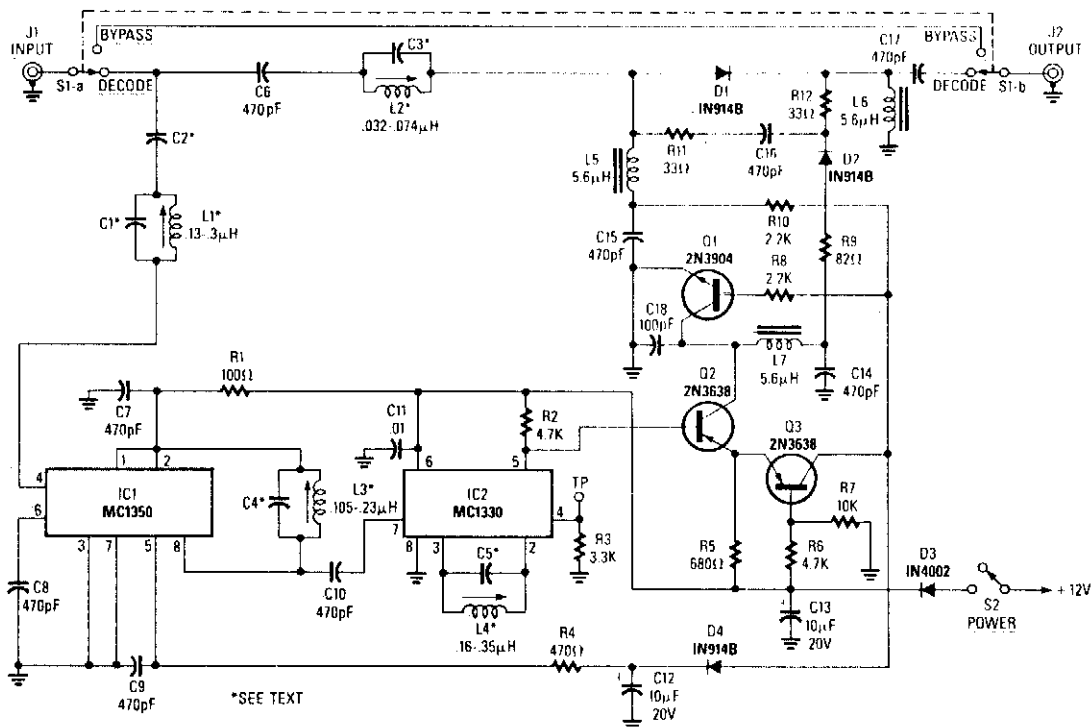 J1
INPUT
BYPASS
S1-a
DECODE
C6
470pF
C3*
L2*
.032-.074µH
D1
IN914B
R12
33Ω
L6
5.6µH
C17
470pF
BYPASS
DECODE
S1-b
J2
OUTPUT
C2*
C1*
L1*
.13-.3µH
L5
5.6µH
R11
33Ω
C16
470pF
D2
IN914B
C15
470pF
Q1
2N3904
R10
2.2K
R8
2.2K
R9
82Ω
C18
100pF
L7
5.6µH
C14
470pF
R1
100Ω
C7
470pF
C11
.01
R2
4.7K
Q2
2N3638
Q3
2N3638
1
2
4
IC1
MC1350
6
3
7
5
8
C4*
L3*
.105-.23µH
6
5
IC2
MC1330
7
4
8
3
2
TP
R3
3.3K
C5*
L4*
.16-.35µH
C10
470pF
R5
680Ω
R6
4.7K
R7
10K
D3
IN4002
S2
POWER
+12V
C13
10µF
20V
C8
470pF
C9
470pF
R4
470Ω
D4
IN914B
C12
10µF
20V
*SEE TEXT